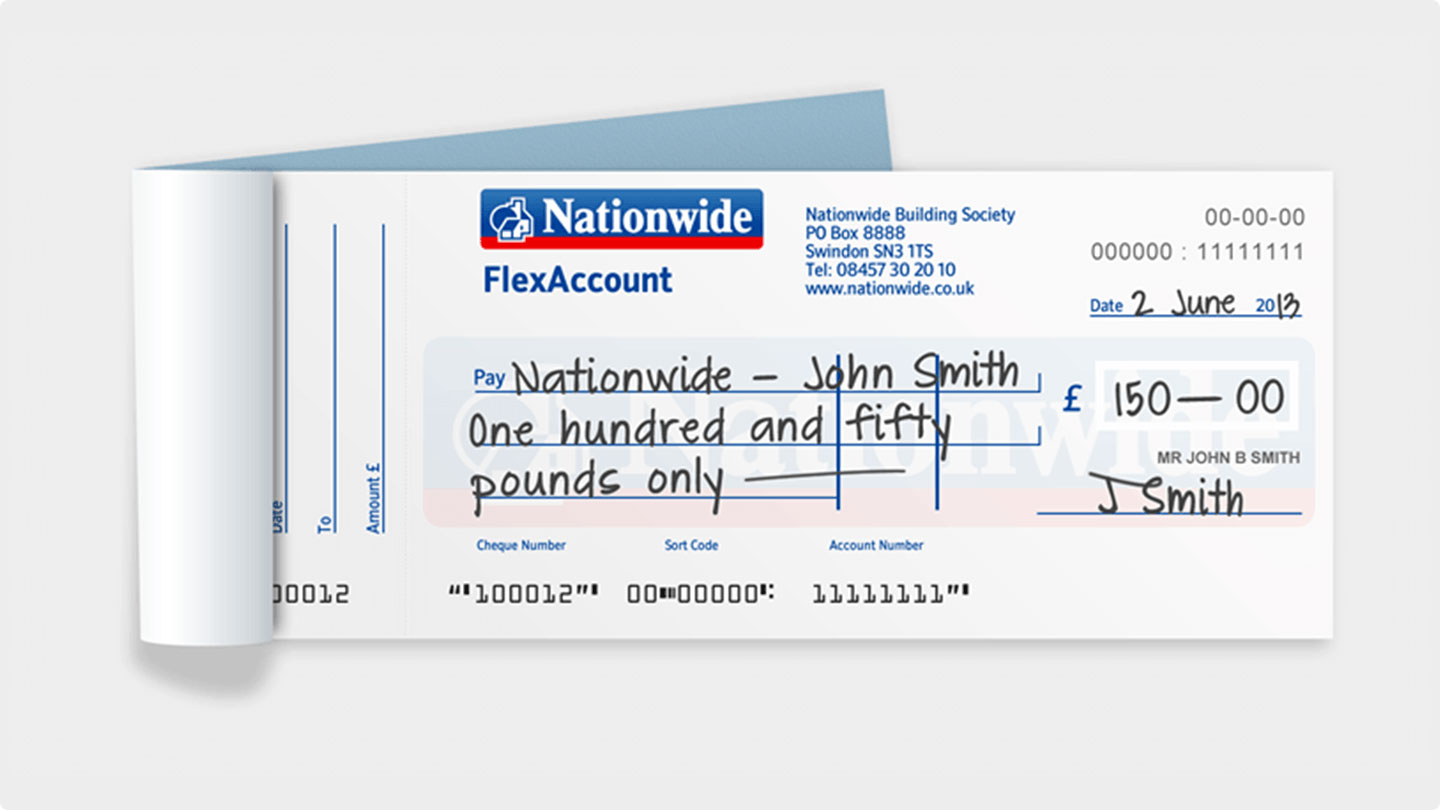 Nationwide
FlexAccount
Nationwide Building Society
PO Box 8888
Swindon SN3 1TS
Tel: 08457 30 20 10
www.nationwide.co.uk
00-00-00
000000 : 11111111
Date 2 June 2013
Pay Nationwide – John Smith
One hundred and fifty
pounds only
£ 150—00
MR JOHN B SMITH
J Smith
Nationwide
Date
To
Amount £
Cheque Number Sort Code Account Number
00012
"⑈100012"⑈ 00⑉00000⑆ 11111111"⑈